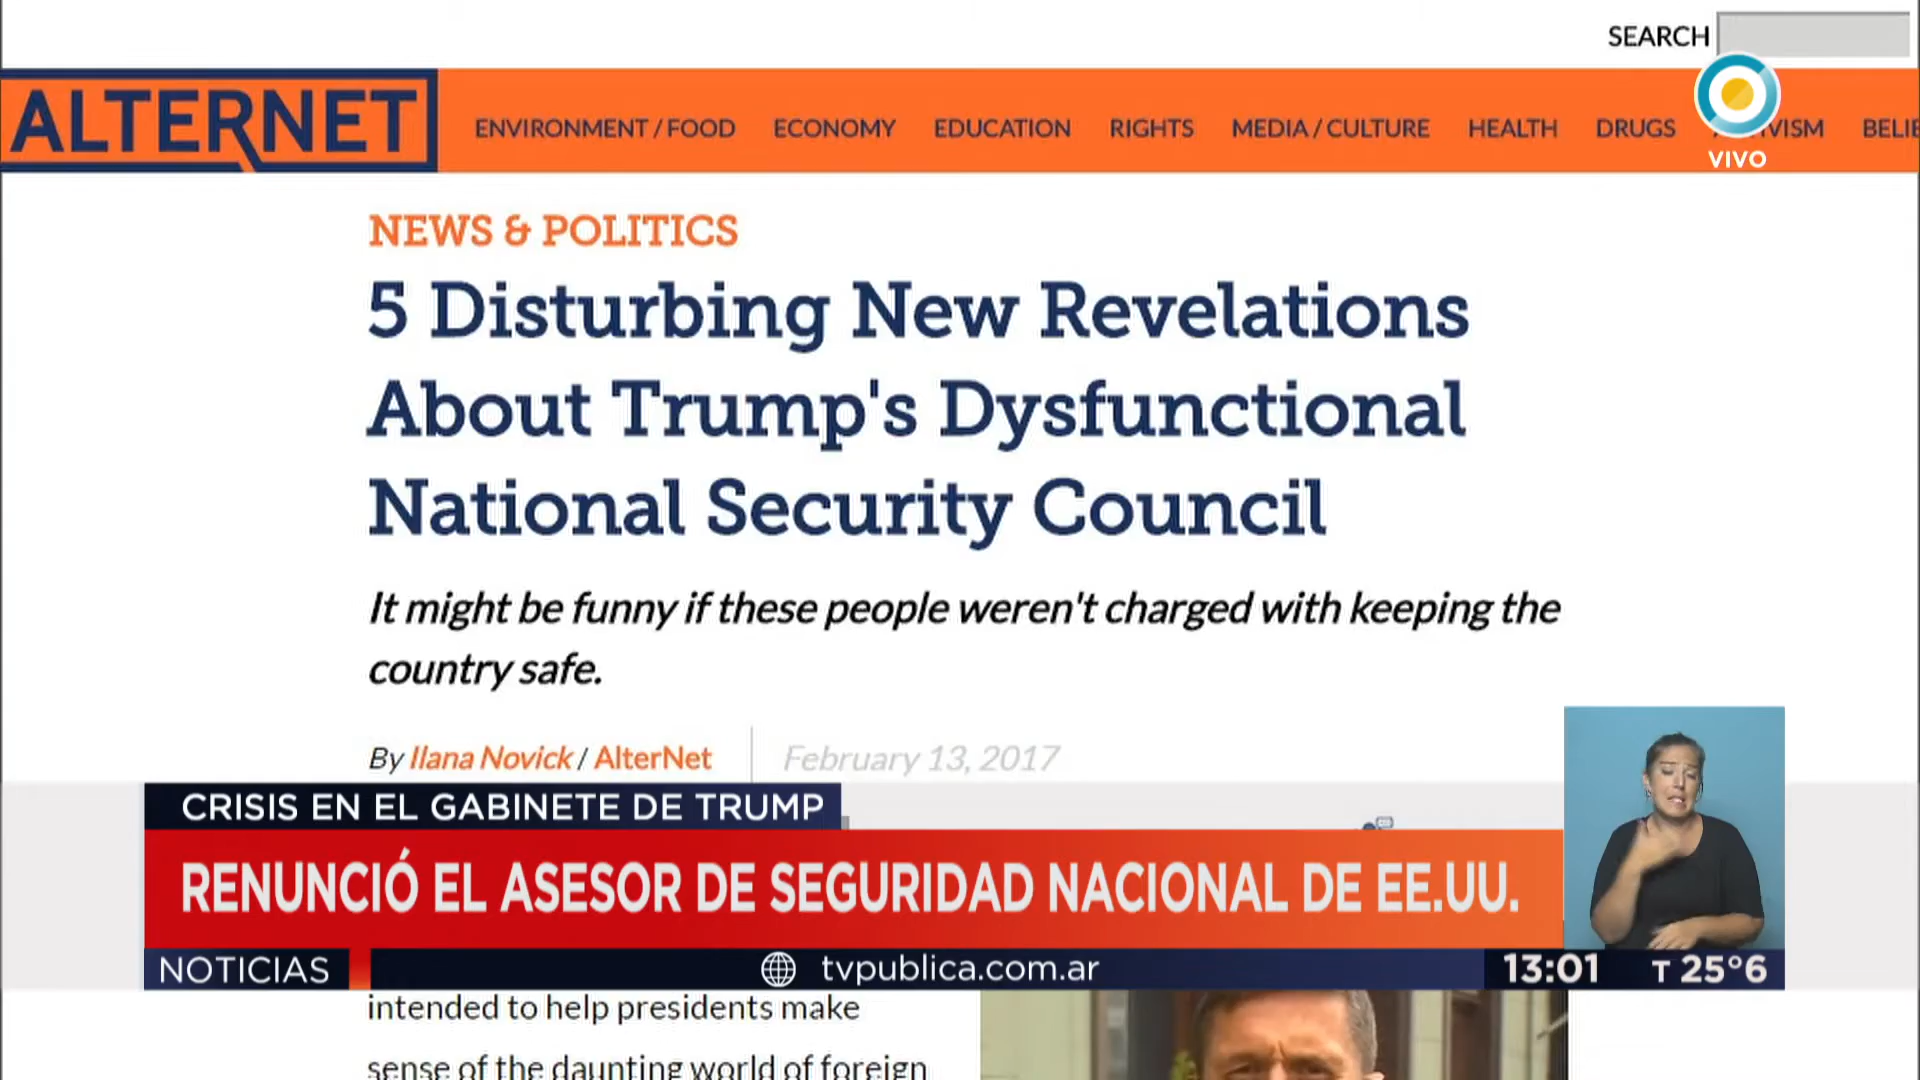 SEARCH
ALTERNET
ENVIRONMENT / FOOD ECONOMY EDUCATION RIGHTS MEDIA / CULTURE HEALTH DRUGS
VIVO
NEWS & POLITICS
5 Disturbing New Revelations
About Trump's Dysfunctional
National Security Council
It might be funny if these people weren't charged with keeping the
country safe.
By Ilana Novick / AlterNet February 13, 2017
CRISIS EN EL GABINETE DE TRUMP
RENUNCIÓ EL ASESOR DE SEGURIDAD NACIONAL DE EE.UU.
NOTICIAS tvpublica.com.ar 13:01 T 25°6
intended to help presidents make
sense of the daunting world of foreign